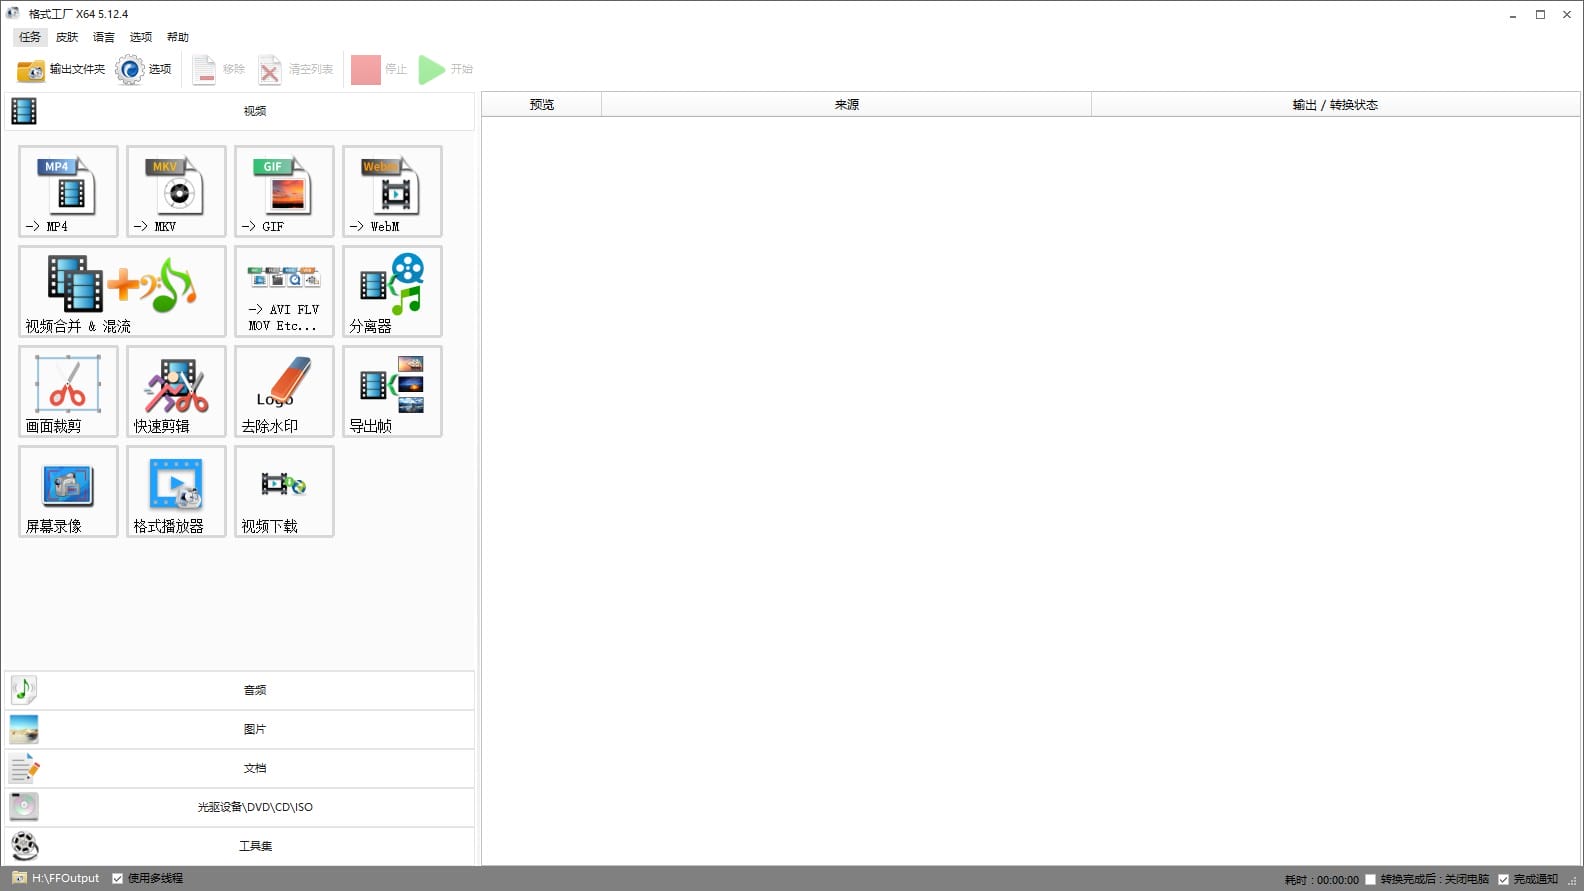 格式工厂 X64 5.12.4
任务 皮肤 语言 选项 帮助
输出文件夹 选项 移除 清空列表 停止 开始
视频
预览 来源 输出 / 转换状态
MP4 MKV GIF WebM
-> MP4 -> MKV -> GIF -> WebM
视频合并 & 混流
-> AVI FLV
MOV Etc...
分离器
Logo
画面裁剪 快速剪辑 去除水印 导出帧
屏幕录像 格式播放器 视频下载
音频
图片
文档
光驱设备\DVD\CD\ISO
工具集
H:\FFOutput 使用多线程 耗时 : 00:00:00 转换完成后 : 关闭电脑 完成通知